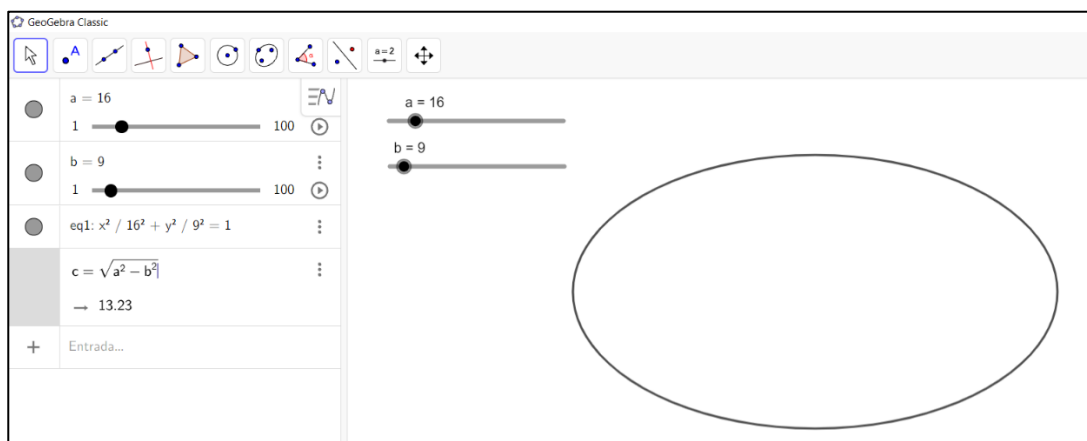 GeoGebra Classic
A
a=2
a = 16
1 100
b = 9
1 100
eq1: x² / 16² + y² / 9² = 1
c = √(a² − b²)
→ 13.23
+ Entrada...
a = 16
b = 9